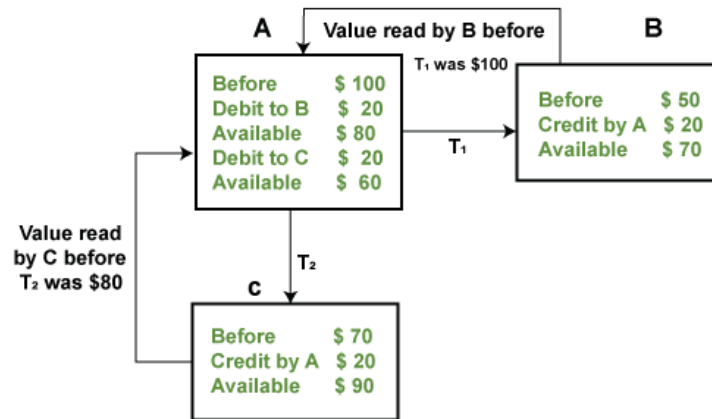 A
Value read by B before
T₁ was $100
B
Before $ 100
Debit to B $ 20
Available $ 80
Debit to C $ 20
Available $ 60
T₁
Before $ 50
Credit by A $ 20
Available $ 70
Value read
by C before
T₂ was $80
T₂
c
Before $ 70
Credit by A $ 20
Available $ 90